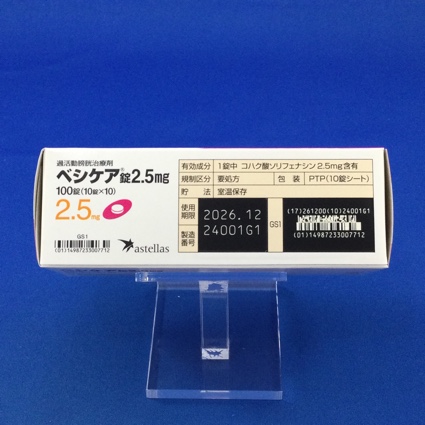 過活動膀胱治療剤
ベシケア®錠2.5mg
100錠(10錠×10)
2.5mg
GS1
(01)14987233007712
astellas
有効成分 1錠中 コハク酸ソリフェナシン2.5mg含有
規制区分 要処方 包装 PTP(10錠シート)
貯法 室温保存
使用期限 2026.12
製造番号 24001G1
GS1
(17)261200(10)24001G1
(01)14987233007712